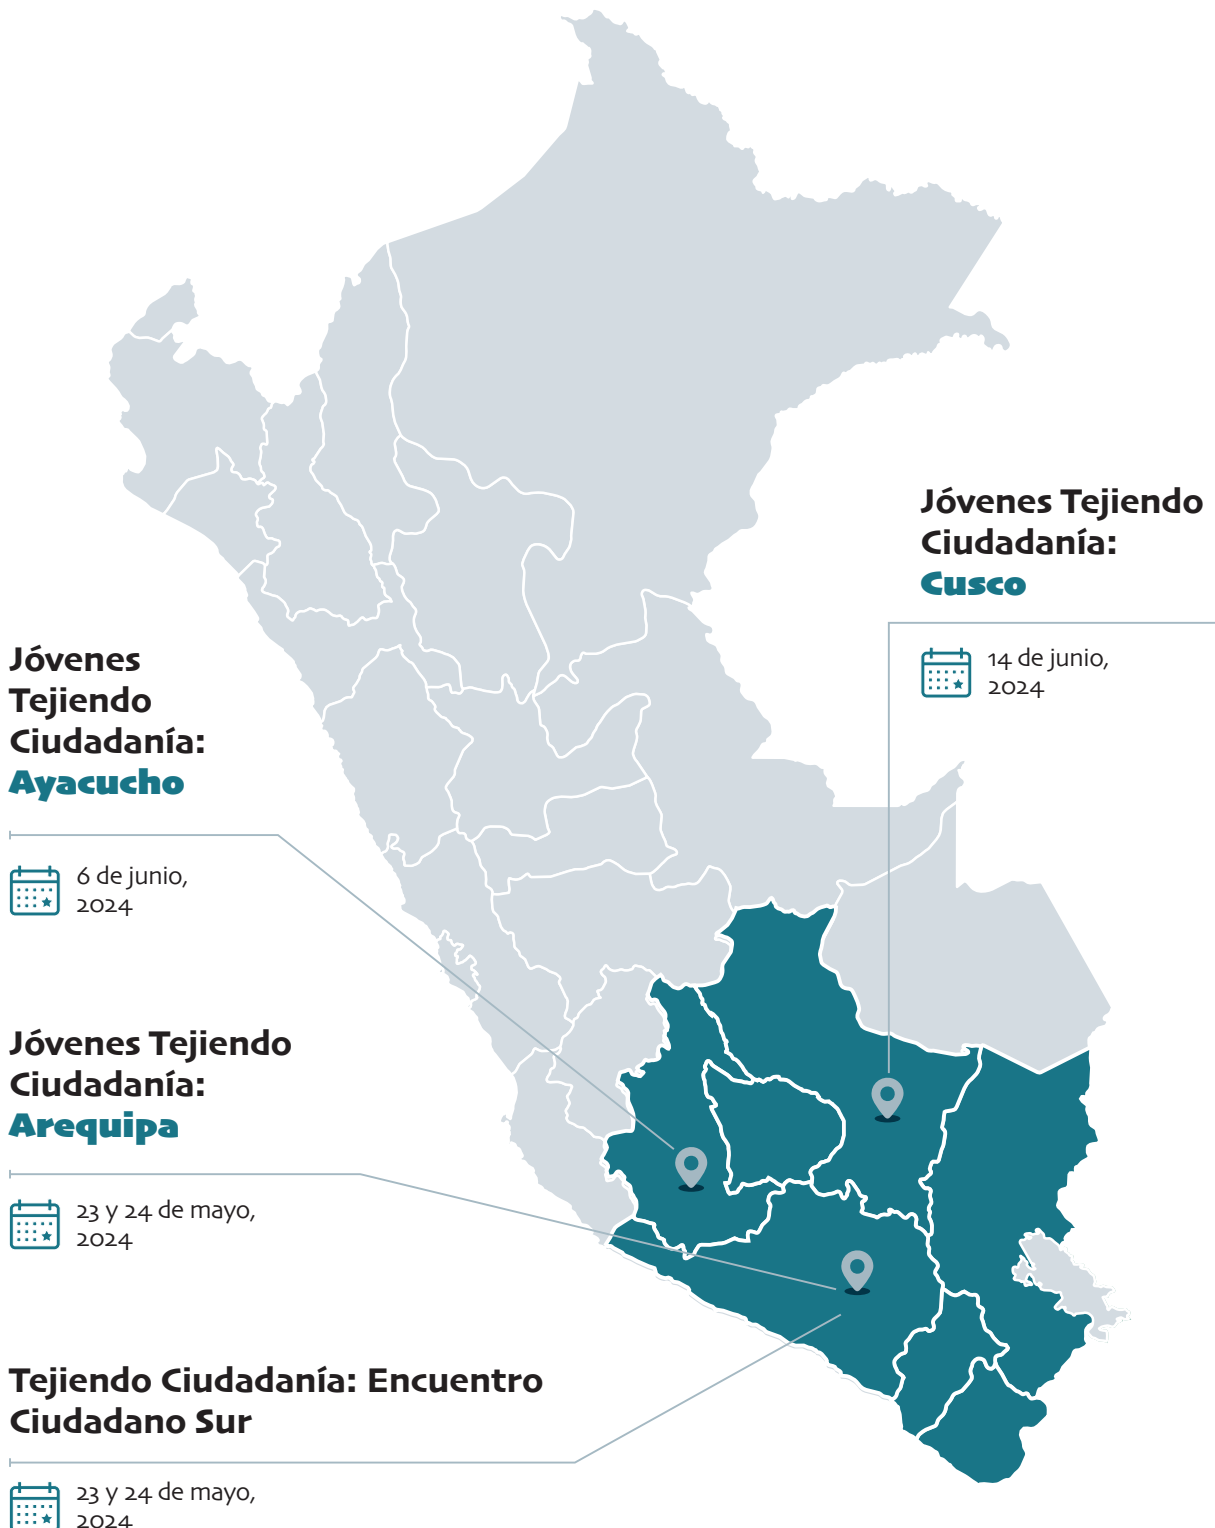 Jóvenes Tejiendo
Ciudadanía:
Cusco
14 de junio,
2024
Jóvenes
Tejiendo
Ciudadanía:
Ayacucho
6 de junio,
2024
Jóvenes Tejiendo
Ciudadanía:
Arequipa
23 y 24 de mayo,
2024
Tejiendo Ciudadanía: Encuentro
Ciudadano Sur
23 y 24 de mayo,
2024